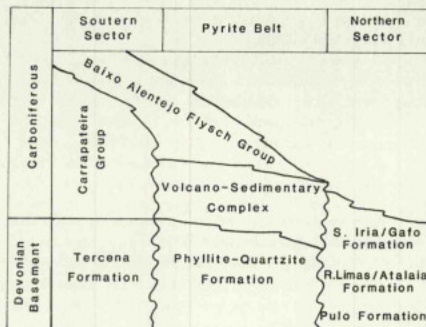 Soutern Sector
Pyrite Belt
Northern Sector
Carboniferous
Baixo Alentejo Flysch Group
Carrapateira Group
Volcano-Sedimentary Complex
S. Iria/Gafo Formation
Devonian Basement
Tercena Formation
Phyllite-Quartzite Formation
R.Limas/Atalaia Formation
Pulo Formation